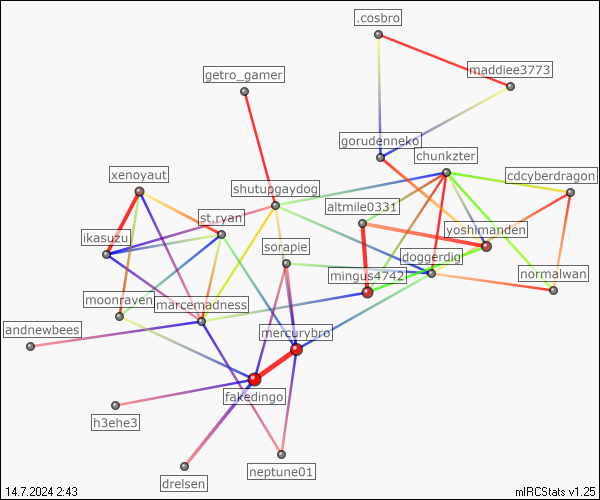 .cosbro
maddiee3773
getro_gamer
gorudenneko
chunkzter
cdcyberdragon
xenoyaut
shutupgaydog
altmile0331
st.ryan
yoshimanden
ikasuzu
sorapie
doggerdig
mingus4742
normalwan
moonraven
marcemadness
andnewbees
mercurybro
fakedingo
h3ehe3
neptune01
drelsen
14.7.2024 2:43
mIRCStats v1.25